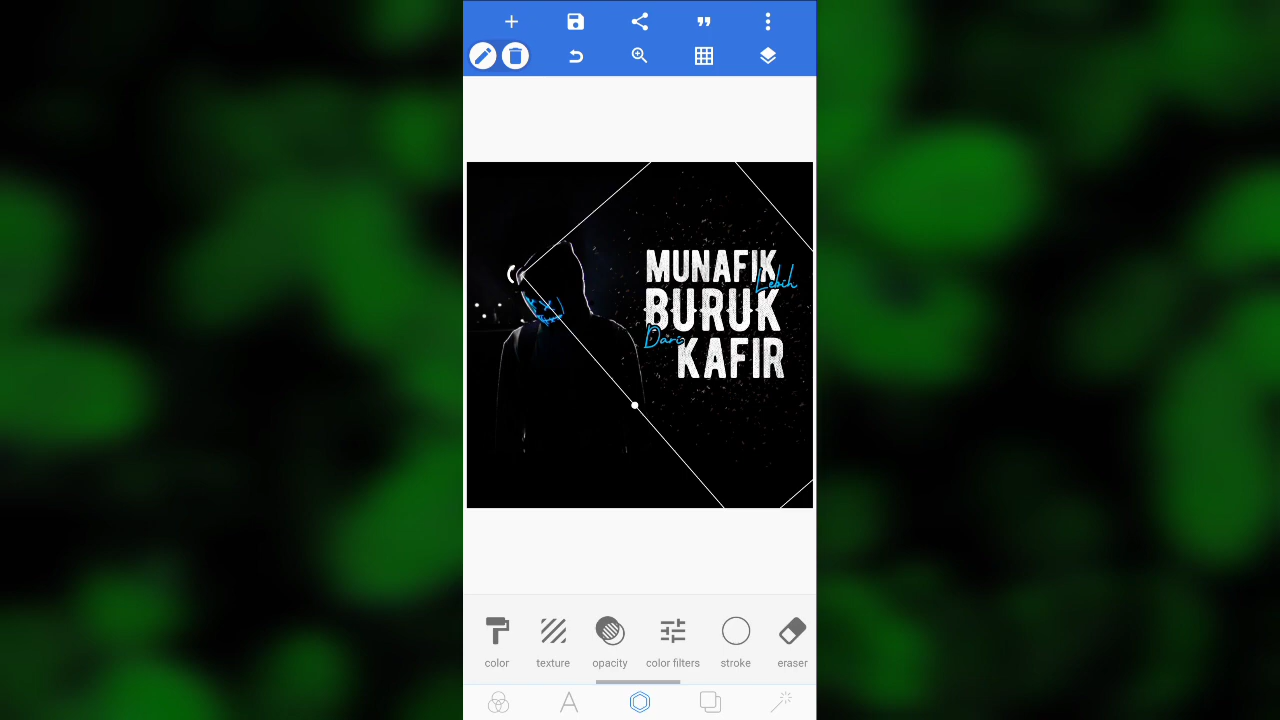 MUNAFIK
Lebih
BURUK
Dari
KAFIR
color texture opacity color filters stroke eraser